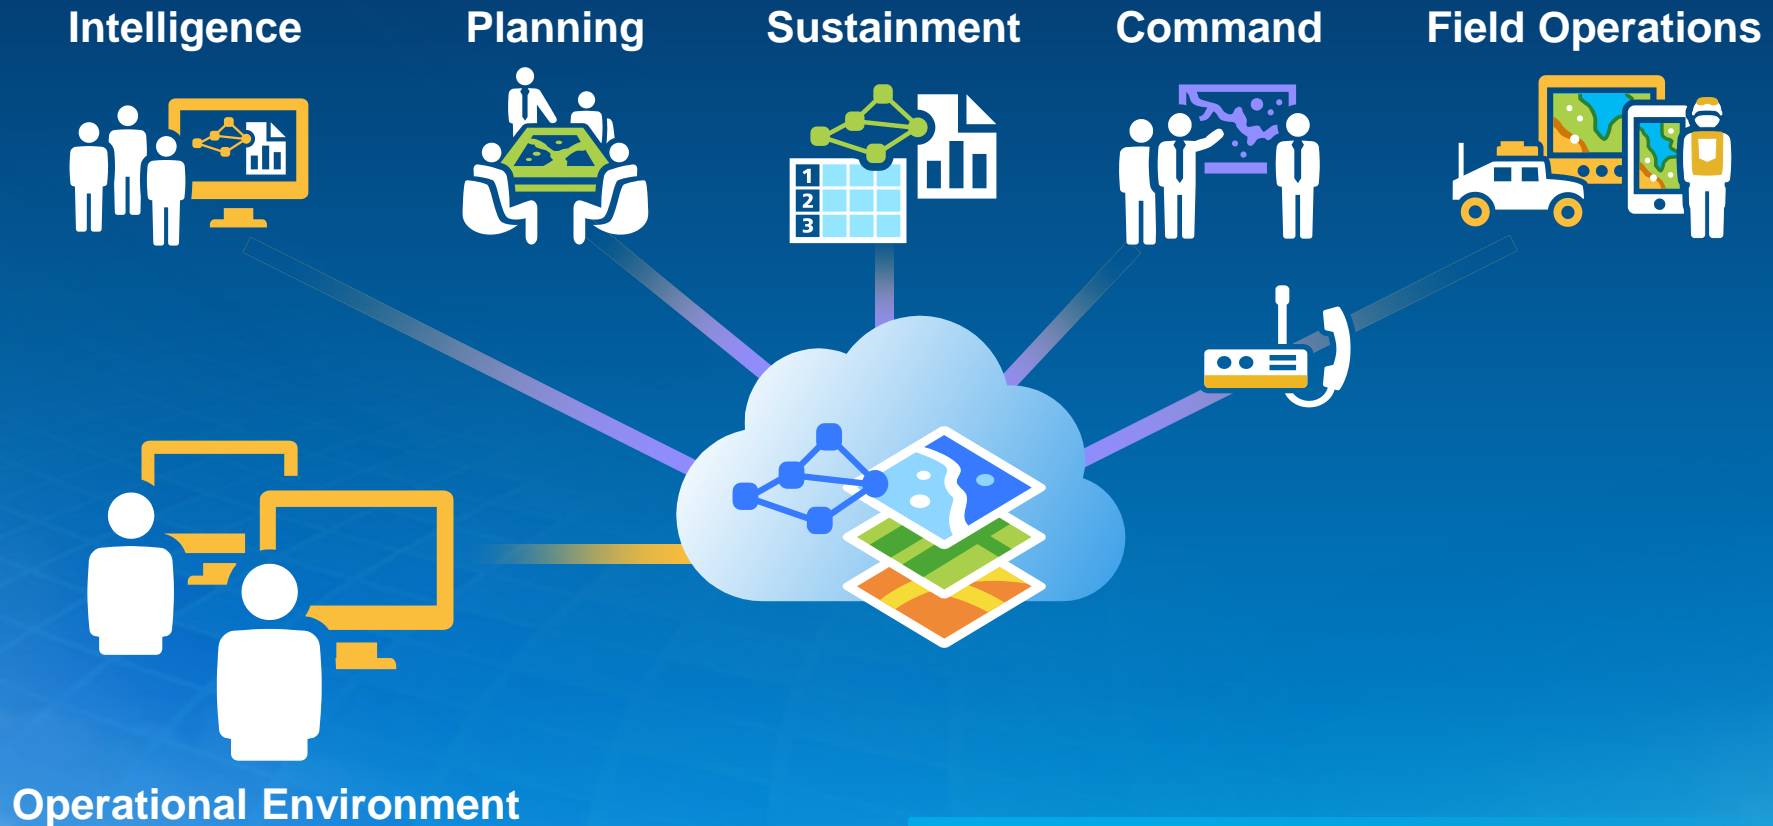 Intelligence Planning Sustainment Command Field Operations
1
2
3
Operational Environment